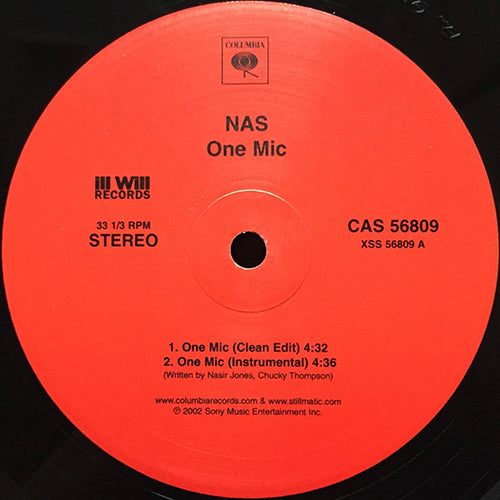 COLUMBIA
NAS
One Mic
ill Will
RECORDS
33 1/3 RPM
STEREO
CAS 56809
XSS 56809 A
1. One Mic (Clean Edit) 4:32
2. One Mic (Instrumental) 4:36
(Written by Nasir Jones, Chucky Thompson)
www.columbiarecords.com & www.stillmatic.com
℗ 2002 Sony Music Entertainment Inc.